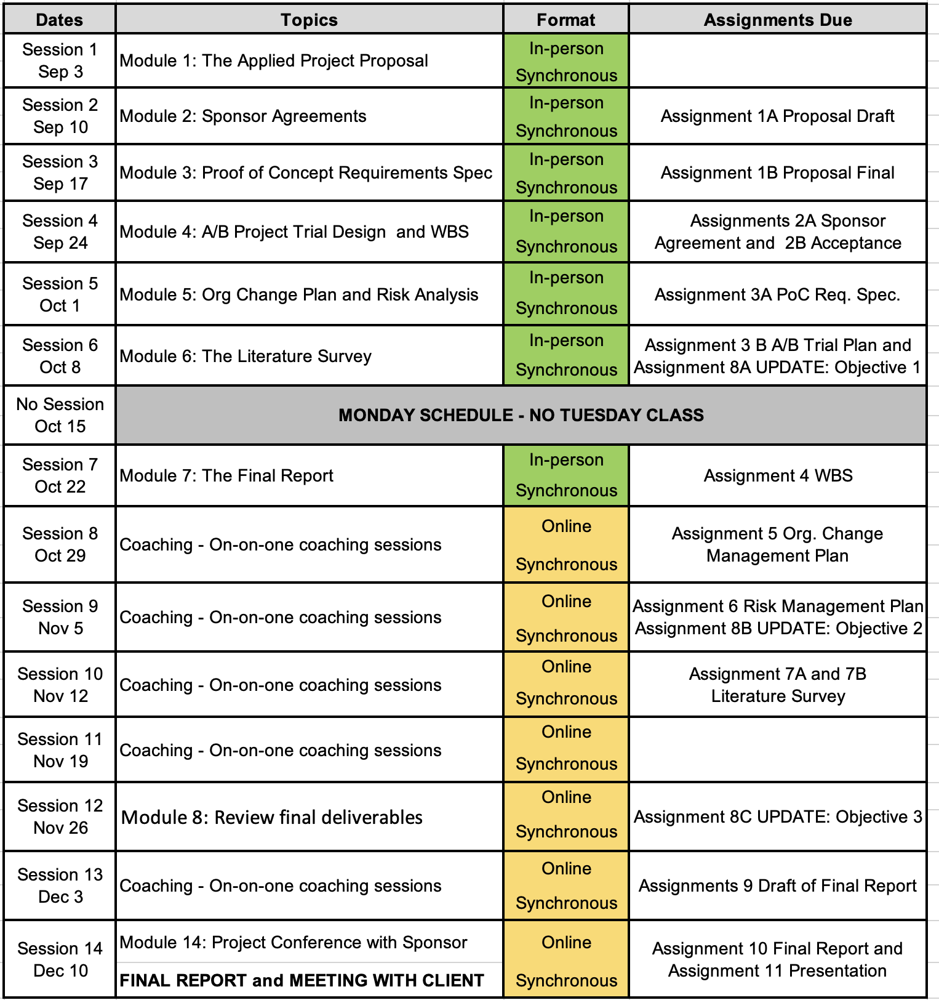 Dates Topics Format Assignments Due
Session 1
Sep 3
Module 1: The Applied Project Proposal
In-person
Synchronous
Session 2
Sep 10
Module 2: Sponsor Agreements
In-person
Synchronous
Assignment 1A Proposal Draft
Session 3
Sep 17
Module 3: Proof of Concept Requirements Spec
In-person
Synchronous
Assignment 1B Proposal Final
Session 4
Sep 24
Module 4: A/B Project Trial Design  and WBS
In-person
Synchronous
Assignments 2A Sponsor
Agreement and  2B Acceptance
Session 5
Oct 1
Module 5: Org Change Plan and Risk Analysis
In-person
Synchronous
Assignment 3A PoC Req. Spec.
Session 6
Oct 8
Module 6: The Literature Survey
In-person
Synchronous
Assignment 3 B A/B Trial Plan and
Assignment 8A UPDATE: Objective 1
No Session
Oct 15
MONDAY SCHEDULE - NO TUESDAY CLASS
Session 7
Oct 22
Module 7: The Final Report
In-person
Synchronous
Assignment 4 WBS
Session 8
Oct 29
Coaching - On-on-one coaching sessions
Online
Synchronous
Assignment 5 Org. Change
Management Plan
Session 9
Nov 5
Coaching - On-on-one coaching sessions
Online
Synchronous
Assignment 6 Risk Management Plan
Assignment 8B UPDATE: Objective 2
Session 10
Nov 12
Coaching - On-on-one coaching sessions
Online
Synchronous
Assignment 7A and 7B
Literature Survey
Session 11
Nov 19
Coaching - On-on-one coaching sessions
Online
Synchronous
Session 12
Nov 26
Module 8: Review final deliverables
Online
Synchronous
Assignment 8C UPDATE: Objective 3
Session 13
Dec 3
Coaching - On-on-one coaching sessions
Online
Synchronous
Assignments 9 Draft of Final Report
Session 14
Dec 10
Module 14: Project Conference with Sponsor
FINAL REPORT and MEETING WITH CLIENT
Online
Synchronous
Assignment 10 Final Report and
Assignment 11 Presentation